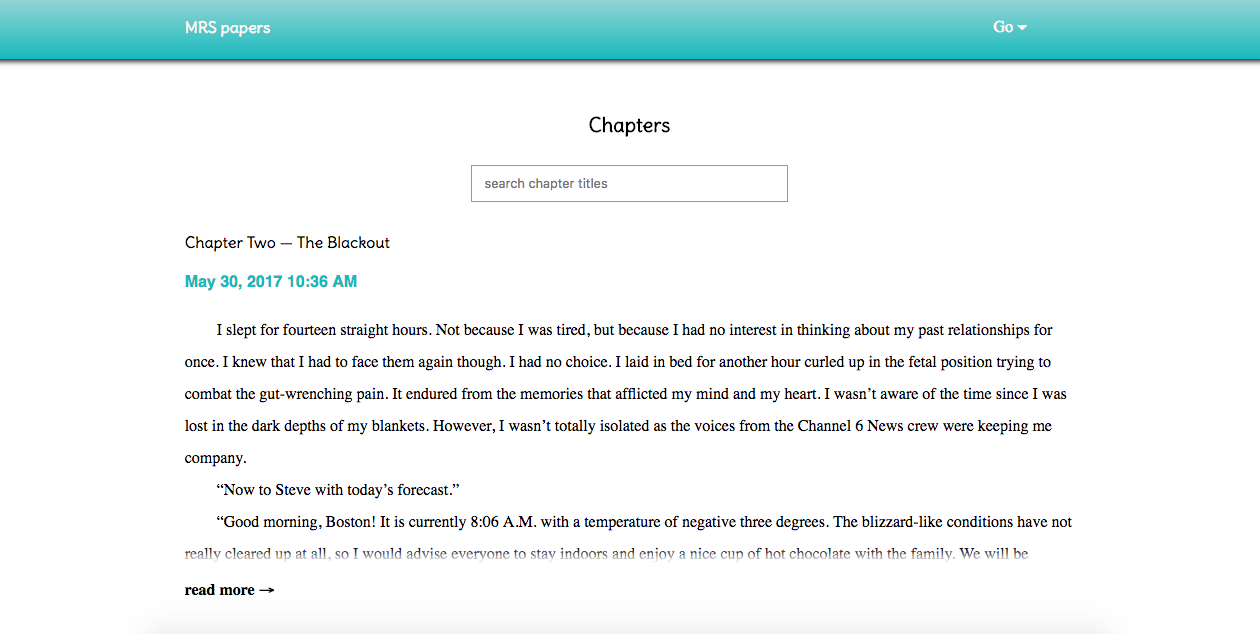 MRS papers
Go
Chapters
search chapter titles
Chapter Two — The Blackout
May 30, 2017 10:36 AM
I slept for fourteen straight hours. Not because I was tired, but because I had no interest in thinking about my past relationships for
once. I knew that I had to face them again though. I had no choice. I laid in bed for another hour curled up in the fetal position trying to
combat the gut-wrenching pain. It endured from the memories that afflicted my mind and my heart. I wasn’t aware of the time since I was
lost in the dark depths of my blankets. However, I wasn’t totally isolated as the voices from the Channel 6 News crew were keeping me
company.
“Now to Steve with today’s forecast.”
“Good morning, Boston! It is currently 8:06 A.M. with a temperature of negative three degrees. The blizzard-like conditions have not
really cleared up at all, so I would advise everyone to stay indoors and enjoy a nice cup of hot chocolate with the family. We will be
read more →